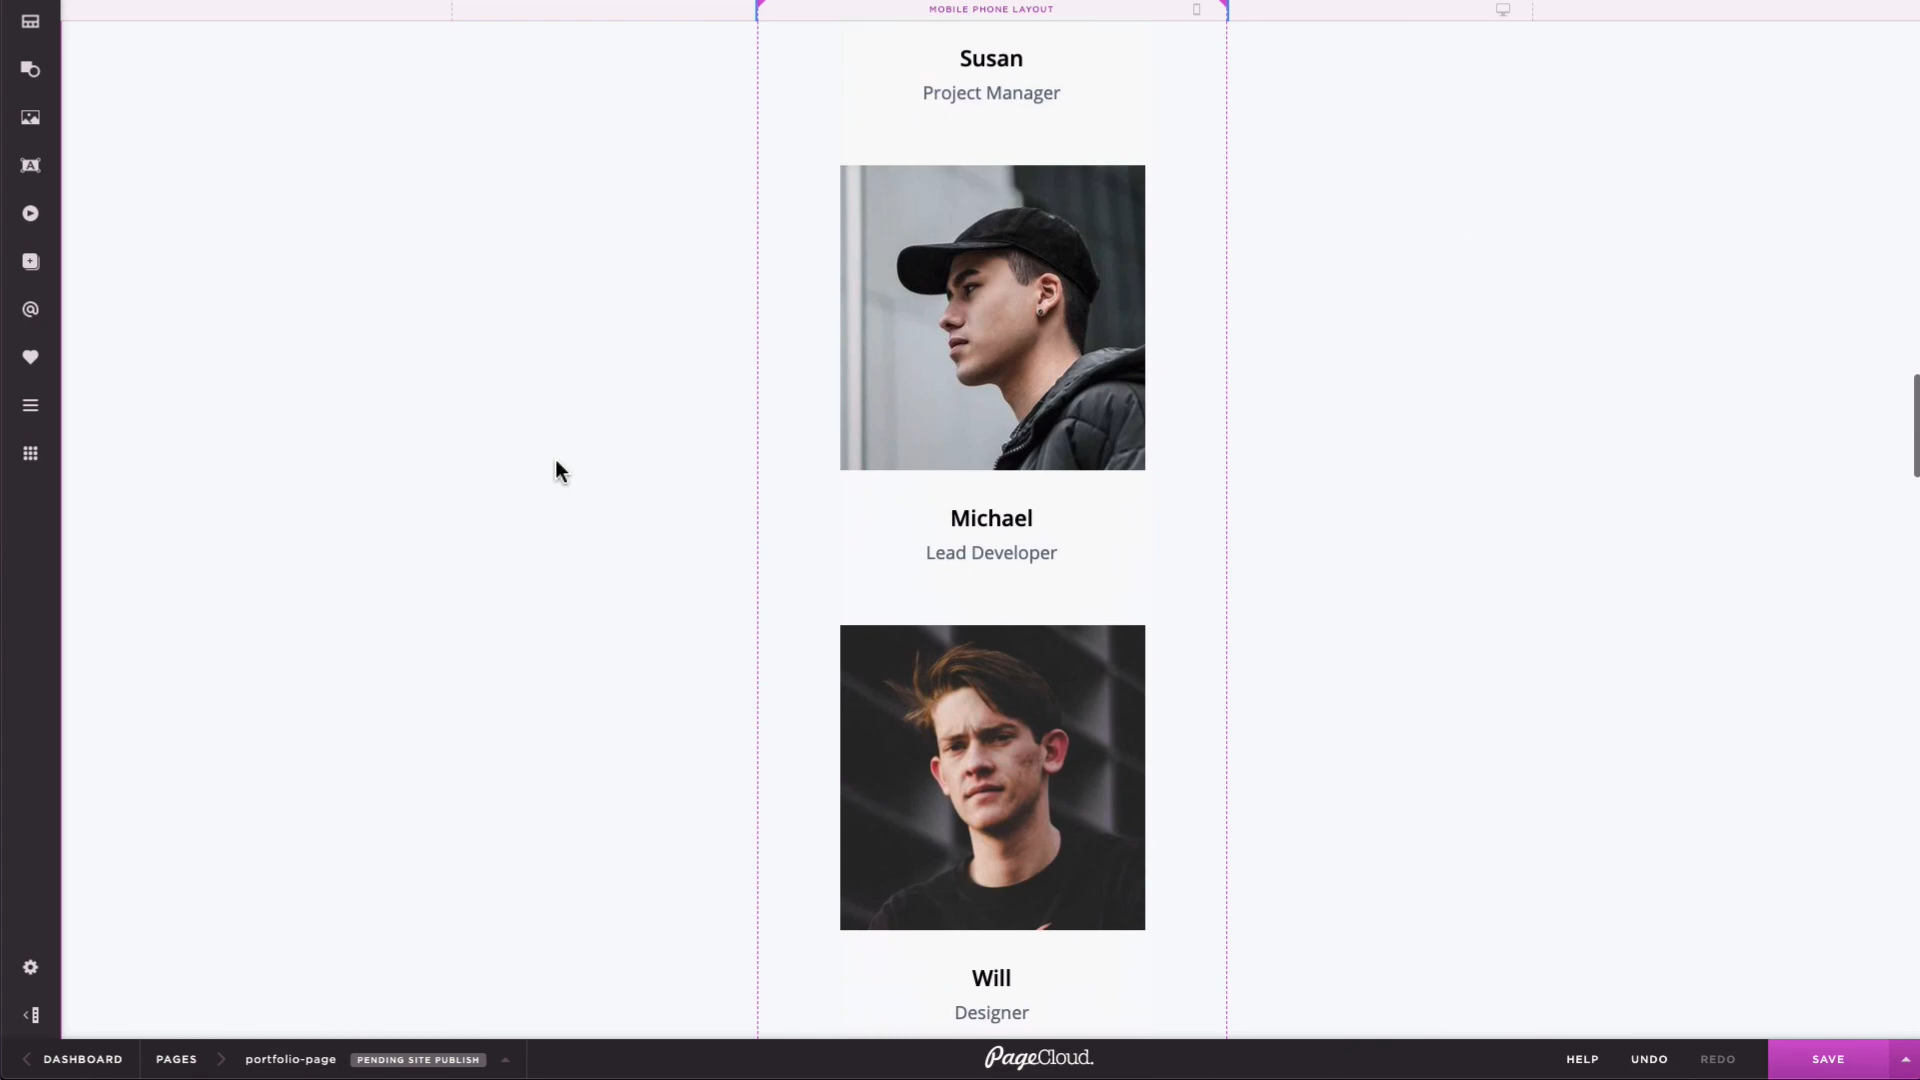 MOBILE PHONE LAYOUT
Susan
Project Manager
Michael
Lead Developer
Will
Designer
DASHBOARD PAGES portfolio-page PENDING SITE PUBLISH PageCloud. HELP UNDO REDO SAVE